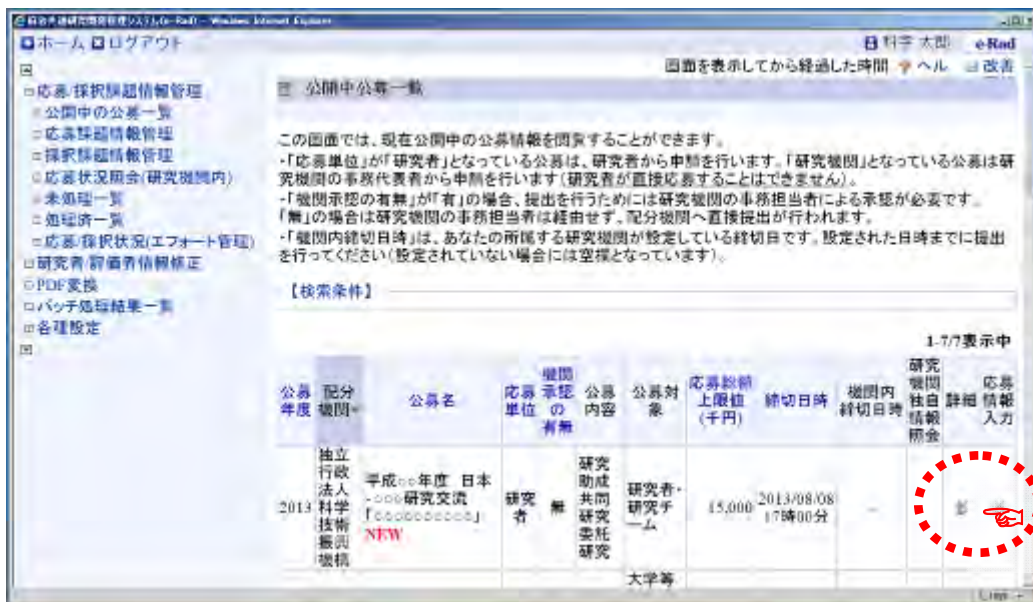 府省共通研究開発管理システム(e-Rad) - Windows Internet Explorer
ホーム ログアウト
科学 太郎 e-Rad
画面を表示してから経過した時間 ヘル 改善
応募/採択課題情報管理
公開中の公募一覧
応募課題情報管理
採択課題情報管理
応募状況照会(研究機関内)
未処理一覧
処理済一覧
応募/採択状況(エフォート管理)
研究者/評価者情報修正
PDF変換
バッチ処理結果一覧
各種設定
公開中公募一覧
この画面では、現在公開中の公募情報を閲覧することができます。
・「応募単位」が「研究者」となっている公募は、研究者から申請を行います。「研究機関」となっている公募は研
究機関の事務代表者から申請を行います(研究者が直接応募することはできません)。
・「機関承認の有無」が「有」の場合、提出を行うためには研究機関の事務担当者による承認が必要です。
「無」の場合は研究機関の事務担当者は経由せず、配分機関へ直接提出が行われます。
・「機関内締切日時」は、あなたの所属する研究機関が設定している締切日です。設定された日時までに提出
を行ってください(設定されていない場合には空欄となっています)。
【検索条件】
1-7/7表示中
公募
年度
配分
機関
公募名
応募
単位
機関
承認
の
有無
公募
内容
公募対
象
応募総額
上限値
(千円)
締切日時
機関内
締切日時
研究
機関
独自
情報
照会
詳細
応募
情報
入力
2013
独立
行政
法人
科学
技術
振興
機構
平成○○年度 日本
-○○○研究交流
「○○○○○○○○○○」
NEW
研究
者
無
研究
助成
共同
研究
委託
研究
研究者・
研究チ
ーム
15,000
2013/08/08
17時00分
-
大学等